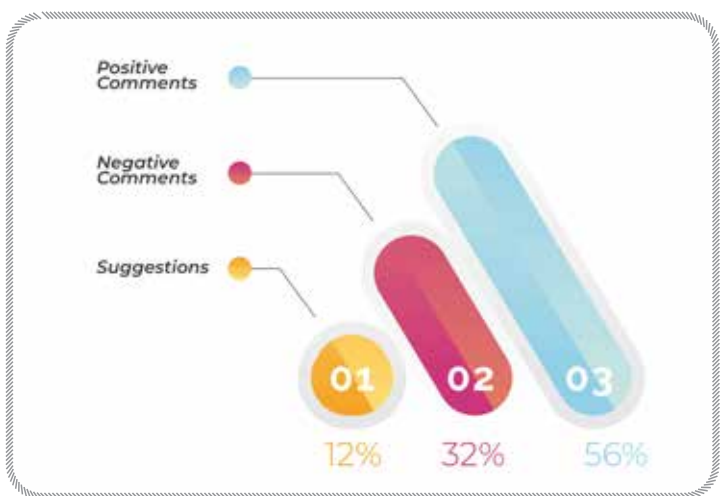 Positive
Comments
Negative
Comments
Suggestions
01
02
03
12%
32%
56%